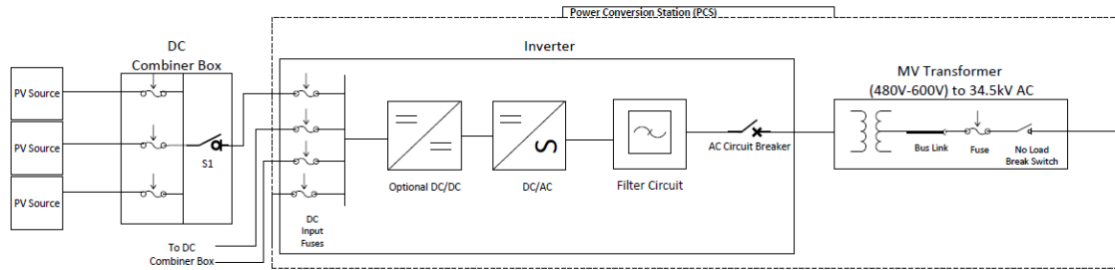 Power Conversion Station (PCS)
DC
Combiner Box
Inverter
MV Transformer
(480V-600V) to 34.5kV AC
PV Source
PV Source
PV Source
S1
Optional DC/DC
DC/AC
Filter Circuit
AC Circuit Breaker
Bus Link
Fuse
No Load
Break Switch
DC
Input
Fuses
To DC
Combiner Box